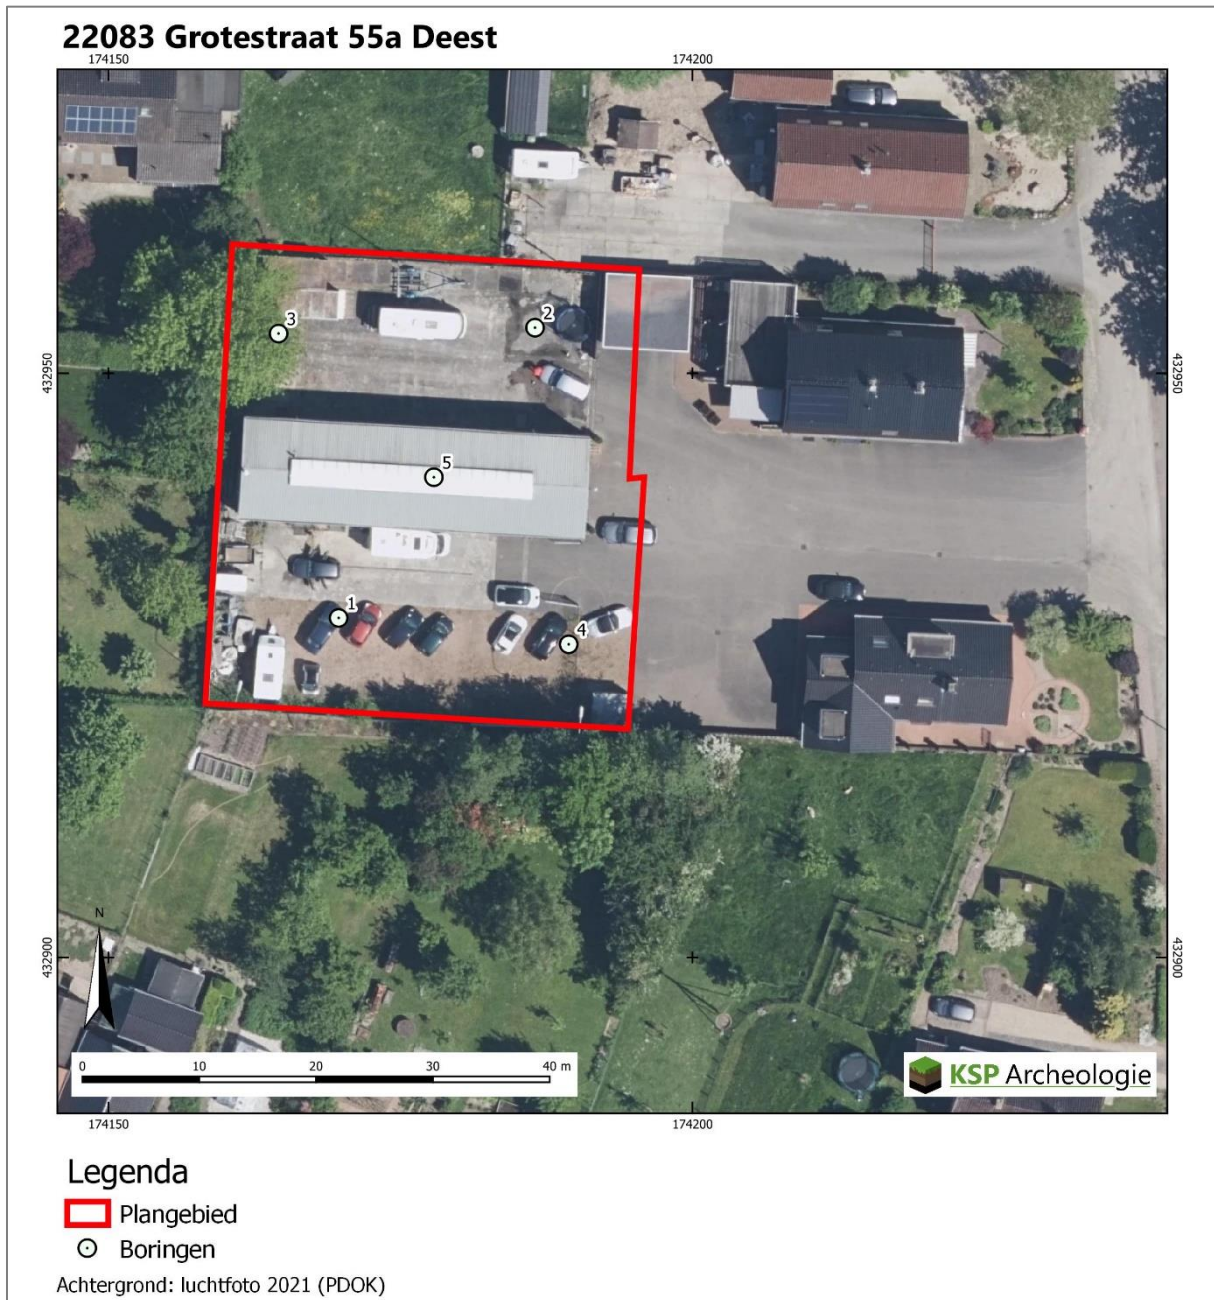 22083 Grotestraat 55a Deest
174150 174200
3
2
432950 432950
5
1
4
432900 432900
N
0 10 20 30 40 m
KSP Archeologie
174150 174200
Legenda
Plangebied
Boringen
Achtergrond: luchtfoto 2021 (PDOK)